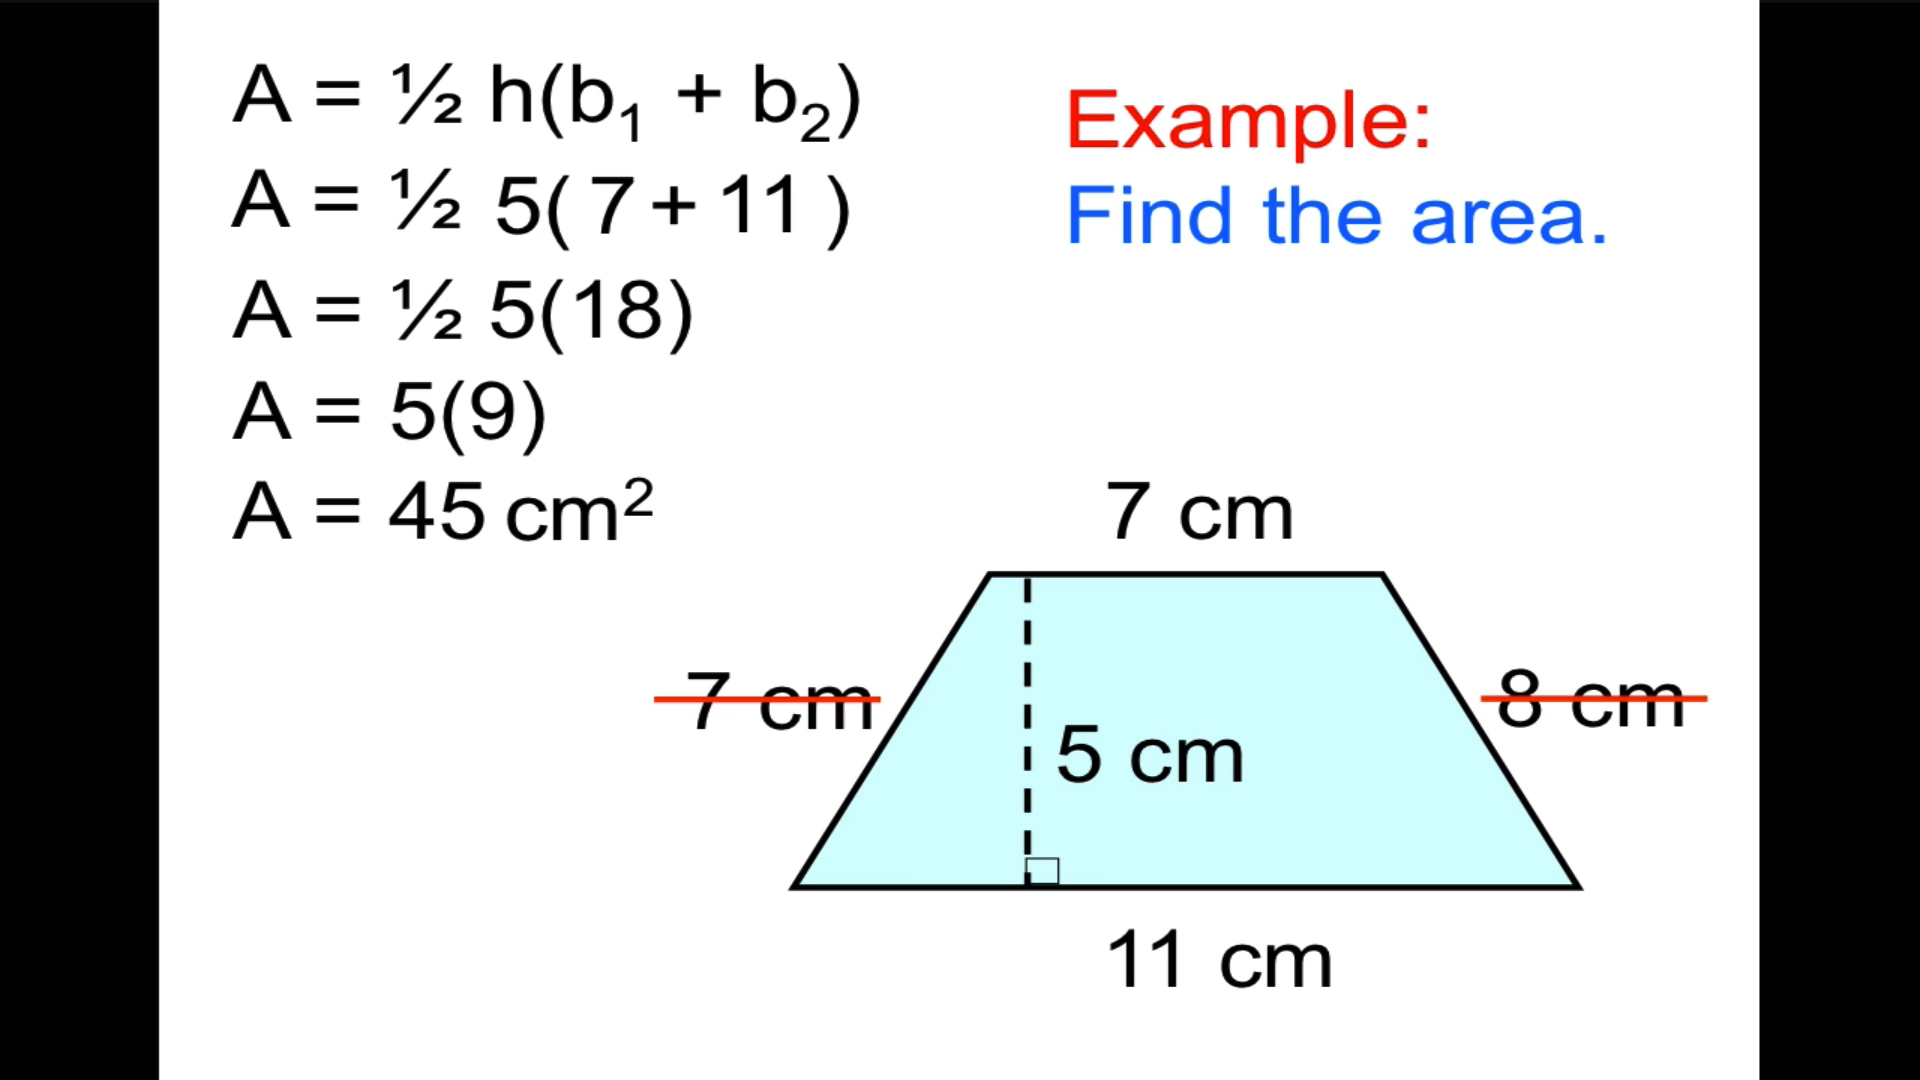 A = ½ h(b₁ + b₂)
A = ½ 5( 7 + 11 )
A = ½ 5(18)
A = 5(9)
A = 45 cm²
Example:
Find the area.
7 cm
7 cm
8 cm
5 cm
11 cm